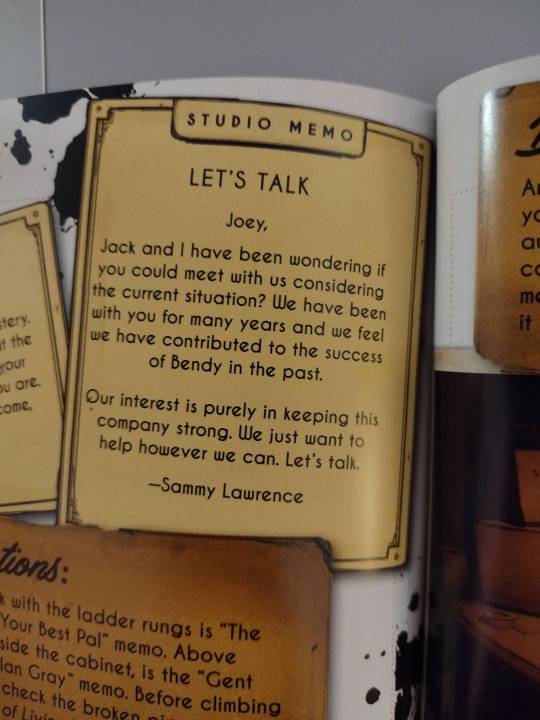 STUDIO MEMO
LET'S TALK
Joey,
Jack and I have been wondering if
you could meet with us considering
the current situation? We have been
with you for many years and we feel
we have contributed to the success
of Bendy in the past.
Our interest is purely in keeping this
company strong. We just want to
help however we can. Let's talk.
—Sammy Lawrence
stery.
t the
your
ou are.
come,
tions:
k with the ladder rungs is "The
Your Best Pal" memo. Above
side the cabinet, is the "Gent
lan Gray" memo. Before climbing
check the broken
of
it